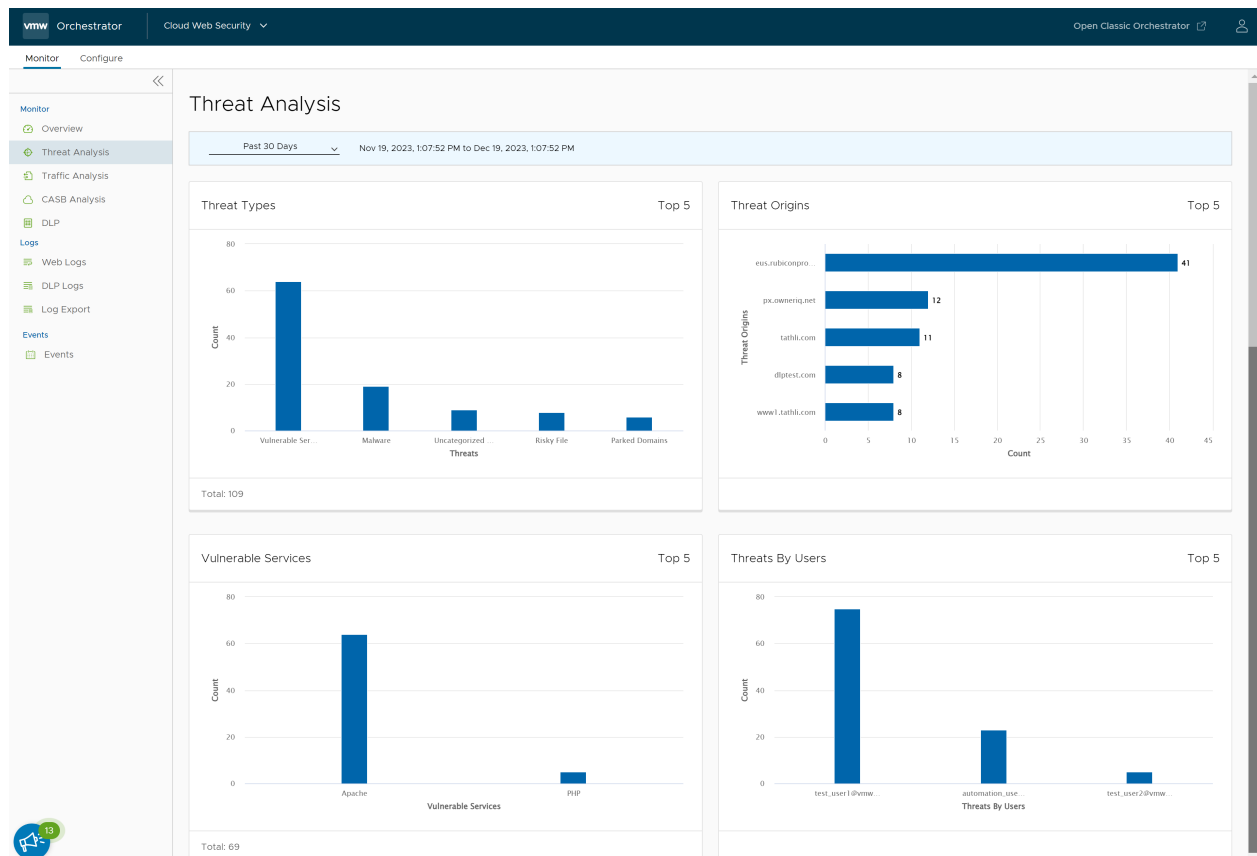 vmw Orchestrator Cloud Web Security Open Classic Orchestrator
Monitor Configure
Monitor
Overview
Threat Analysis
Traffic Analysis
CASB Analysis
DLP
Logs
Web Logs
DLP Logs
Log Export
Events
Events
13
Threat Analysis
Past 30 Days Nov 19, 2023, 1:07:52 PM to Dec 19, 2023, 1:07:52 PM
Threat Types Top 5
80
60
40
20
0
Count
Vulnerable Ser... Malware Uncategorized ... Risky File Parked Domains
Threats
Total: 109
Threat Origins Top 5
Threat Origins
eus.rubiconpro... 41
px.owneriq.net 12
tathli.com 11
dlptest.com 8
www1.tathli.com 8
0 5 10 15 20 25 30 35 40 45
Count
Vulnerable Services Top 5
80
60
40
20
0
Count
Apache PHP
Vulnerable Services
Total: 69
Threats By Users Top 5
80
60
40
20
0
Count
test_user1@vmw... automation_use... test_user2@vmw...
Threats By Users